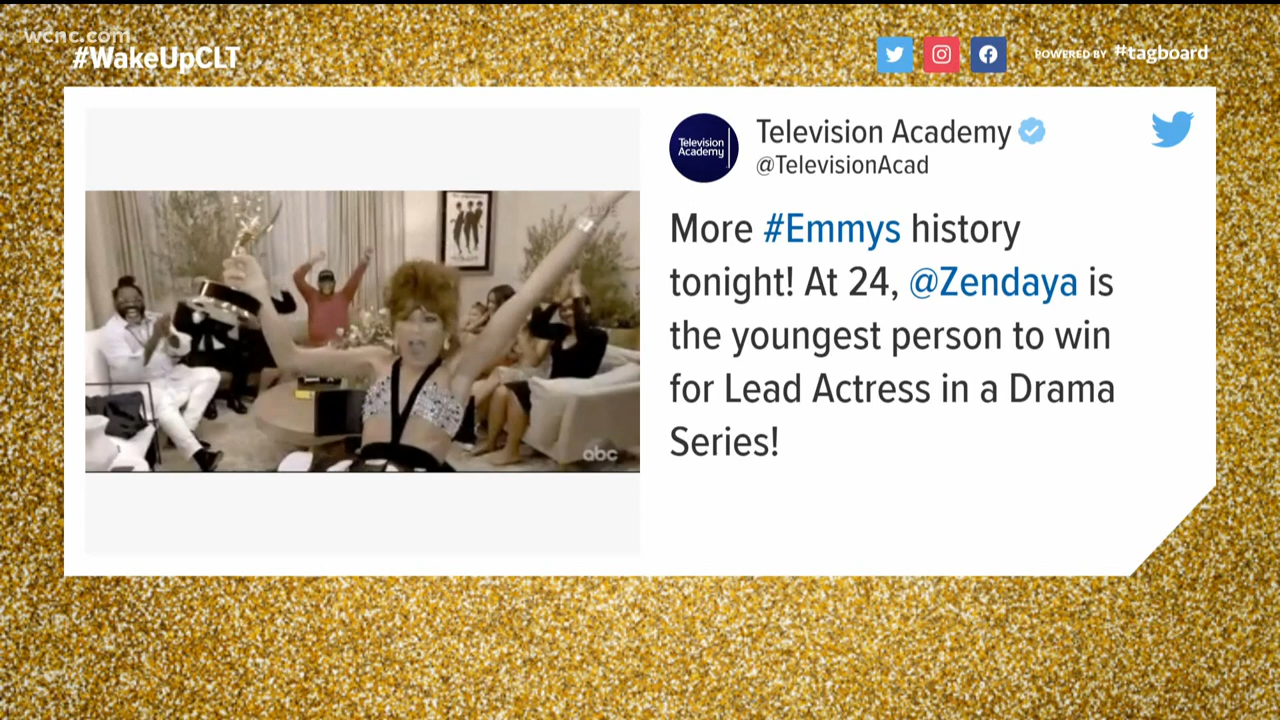 wcnc.com
#WakeUpCLT
POWERED BY #tagboard
Television
Academy
Television Academy
@TelevisionAcad
LIVE
abc
More #Emmys history
tonight! At 24, @Zendaya is
the youngest person to win
for Lead Actress in a Drama
Series!